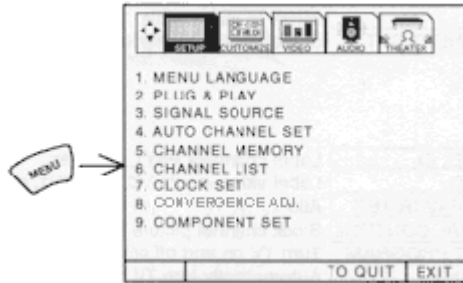 SETUP CUSTOMIZE VIDEO AUDIO THEATER
1. MENU LANGUAGE
2 PLUG & PLAY
3. SIGNAL SOURCE
4. AUTO CHANNEL SET
5. CHANNEL MEMORY
6. CHANNEL LIST
7. CLOCK SET
8. CONVERGENCE ADJ.
9. COMPONENT SET
MENU
TO QUIT EXIT